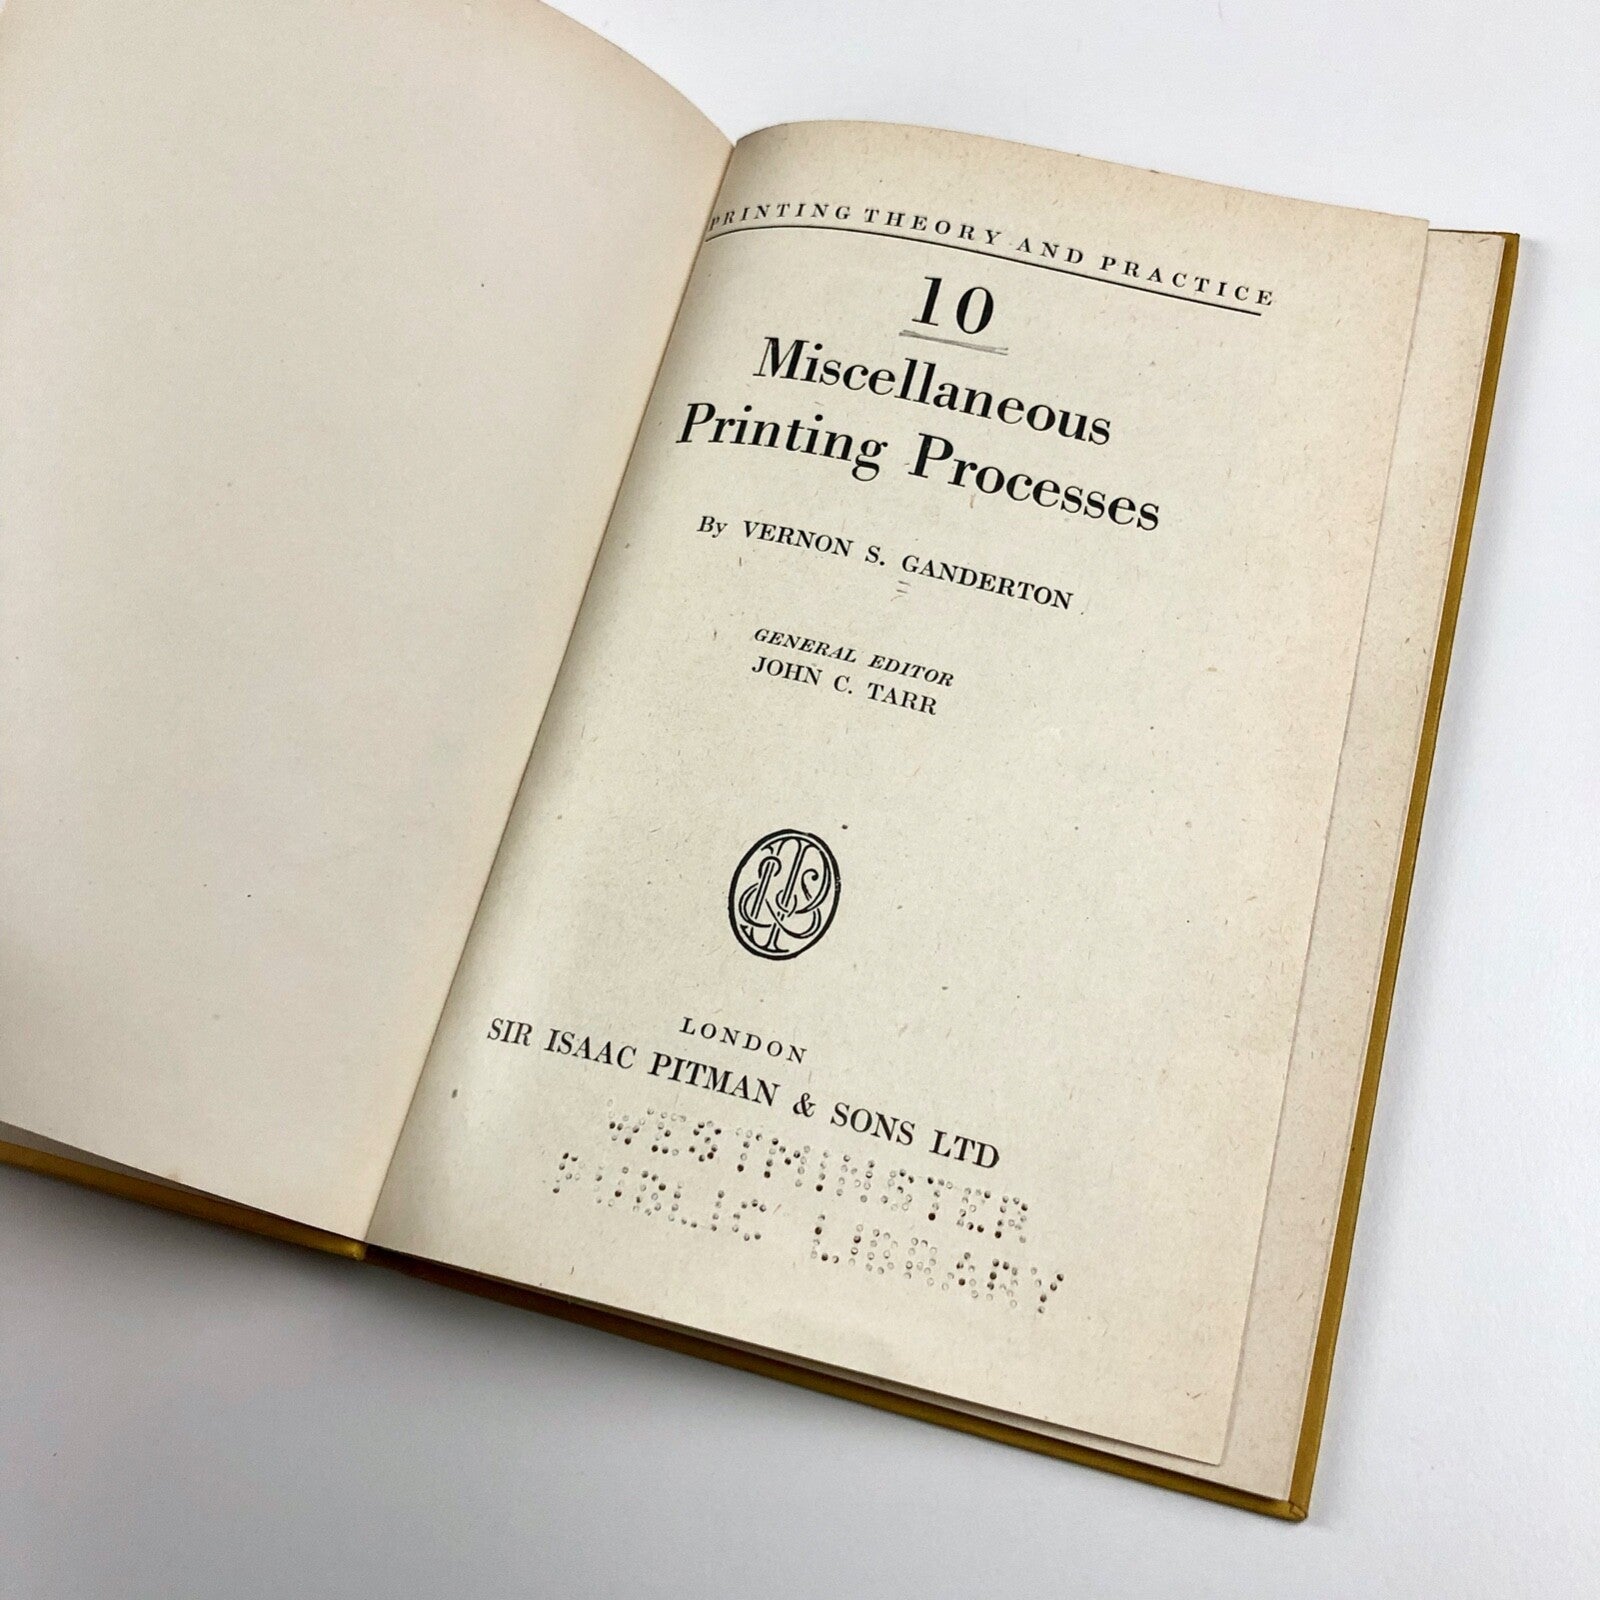 PRINTING THEORY AND PRACTICE
10
Miscellaneous
Printing Processes
By VERNON S. GANDERTON
GENERAL EDITOR
JOHN C. TARR
LONDON
SIR ISAAC PITMAN & SONS LTD
WESTMINSTER
PUBLIC LIBRARY